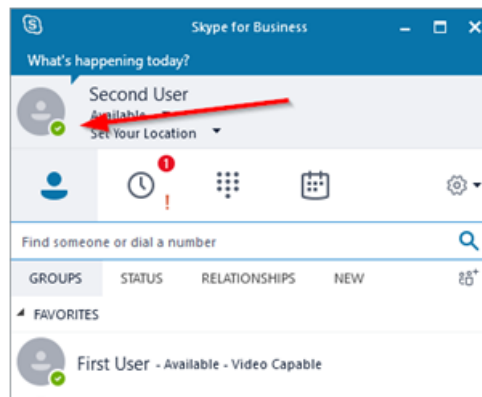 Skype for Business
What's happening today?
Second User
Available
Set Your Location
1
!
Find someone or dial a number
GROUPS STATUS RELATIONSHIPS NEW
FAVORITES
First User - Available - Video Capable